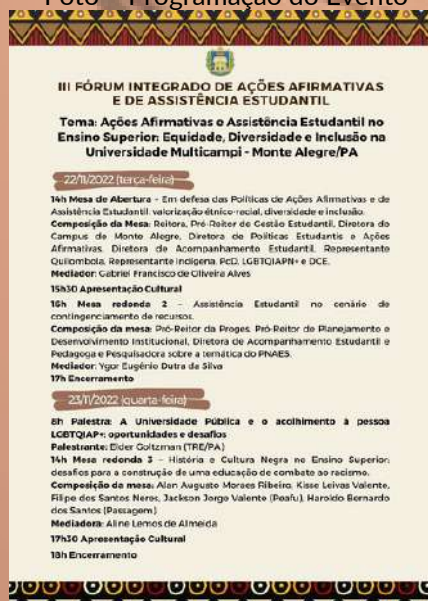 Foto – Programação do Evento
III FÓRUM INTEGRADO DE AÇÕES AFIRMATIVAS
E DE ASSISTÊNCIA ESTUDANTIL
Tema: Ações Afirmativas e Assistência Estudantil no
Ensino Superior: Equidade, Diversidade e Inclusão na
Universidade Multicampi - Monte Alegre/PA
22/11/2022 (terça-feira)
14h Mesa de Abertura - Em defesa das Políticas de Ações Afirmativas e de
Assistência Estudantil: valorização étnico-racial, diversidade e inclusão.
Composição da Mesa: Reitora, Pró-Reitor de Gestão Estudantil, Diretora do
Campus de Monte Alegre, Diretora de Políticas Estudantis e Ações
Afirmativas, Diretora de Acompanhamento Estudantil, Representante
Quilombola, Representante Indígena, PcD, LGBTQIAPN+ e DCE.
Mediador: Gabriel Francisco de Oliveira Alves
15h30 Apresentação Cultural
16h Mesa redonda 2 – Assistência Estudantil no cenário de
contingenciamento de recursos.
Composição da mesa: Pró-Reitor da Proges, Pró-Reitor de Planejamento e
Desenvolvimento Institucional, Diretora de Acompanhamento Estudantil e
Pedagoga e Pesquisadora sobre a temática do PNAES.
Mediador: Ygor Eugênio Dutra da Silva
17h Encerramento
23/11/2022 (quarta-feira)
8h Palestra: A Universidade Pública e o acolhimento à pessoa
LGBTQIAP+: oportunidades e desafios
Palestrante: Elder Goltzman (TRE/PA)
14h Mesa redonda 3 – História e Cultura Negra no Ensino Superior:
desafios para a construção de uma educação de combate ao racismo.
Composição da mesa: Alan Augusto Moraes Ribeiro, Kisse Leivas Valente,
Filipe dos Santos Neres, Jackson Jorge Valente (Poafu), Haroldo Bernardo
dos Santos (Passagem)
Mediadora: Aline Lemos de Almeida
17h30 Apresentação Cultural
18h Encerramento